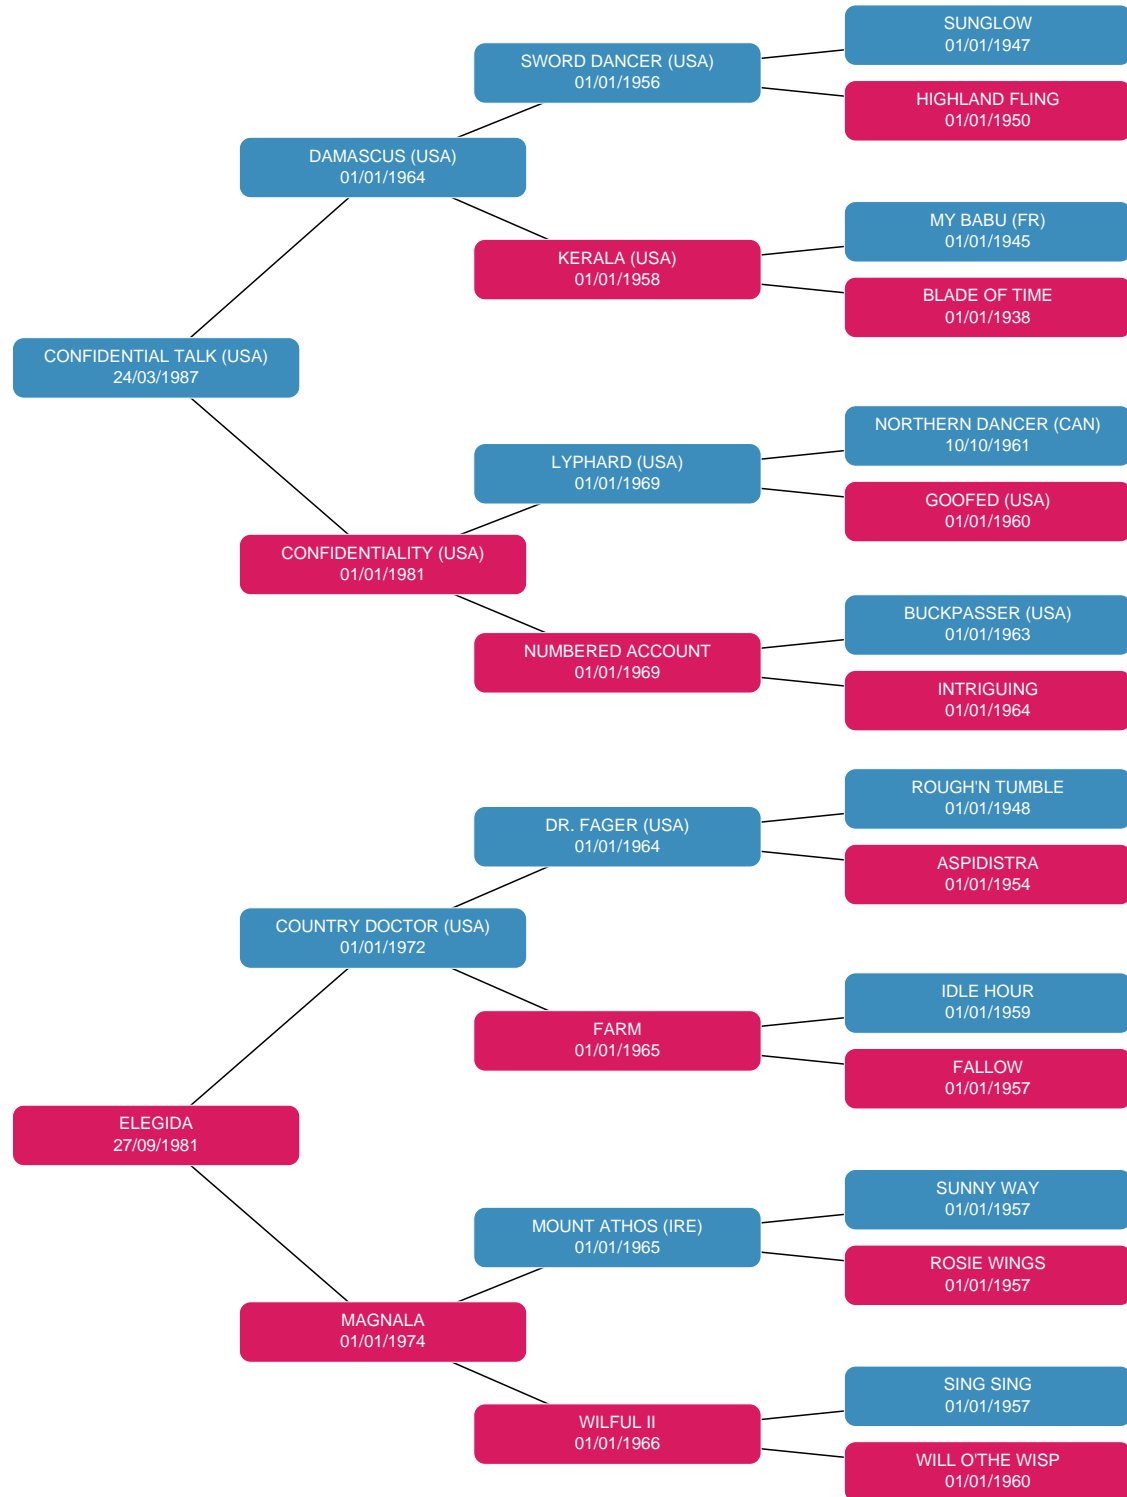 SUNGLOW
01/01/1947
SWORD DANCER (USA)
01/01/1956
HIGHLAND FLING
01/01/1950
DAMASCUS (USA)
01/01/1964
MY BABU (FR)
01/01/1945
KERALA (USA)
01/01/1958
BLADE OF TIME
01/01/1938
CONFIDENTIAL TALK (USA)
24/03/1987
NORTHERN DANCER (CAN)
10/10/1961
LYPHARD (USA)
01/01/1969
GOOFED (USA)
01/01/1960
CONFIDENTIALITY (USA)
01/01/1981
BUCKPASSER (USA)
01/01/1963
NUMBERED ACCOUNT
01/01/1969
INTRIGUING
01/01/1964
ROUGH'N TUMBLE
01/01/1948
DR. FAGER (USA)
01/01/1964
ASPIDISTRA
01/01/1954
COUNTRY DOCTOR (USA)
01/01/1972
IDLE HOUR
01/01/1959
FARM
01/01/1965
FALLOW
01/01/1957
ELEGIDA
27/09/1981
SUNNY WAY
01/01/1957
MOUNT ATHOS (IRE)
01/01/1965
ROSIE WINGS
01/01/1957
MAGNALA
01/01/1974
SING SING
01/01/1957
WILFUL II
01/01/1966
WILL O'THE WISP
01/01/1960